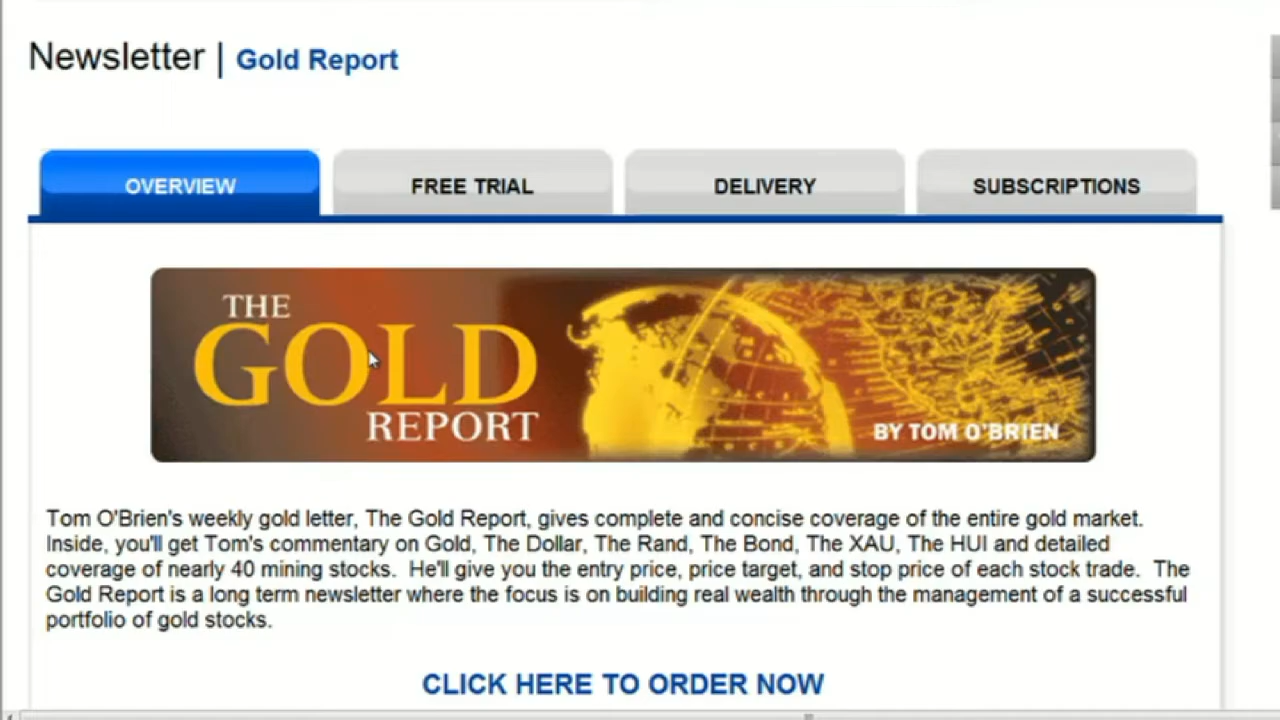 Newsletter | Gold Report
OVERVIEW
FREE TRIAL
DELIVERY
SUBSCRIPTIONS
THE
GOLD
REPORT
BY TOM O'BRIEN
Tom O'Brien's weekly gold letter, The Gold Report, gives complete and concise coverage of the entire gold market.
Inside, you'll get Tom's commentary on Gold, The Dollar, The Rand, The Bond, The XAU, The HUI and detailed
coverage of nearly 40 mining stocks.  He'll give you the entry price, price target, and stop price of each stock trade.  The
Gold Report is a long term newsletter where the focus is on building real wealth through the management of a successful
portfolio of gold stocks.
CLICK HERE TO ORDER NOW